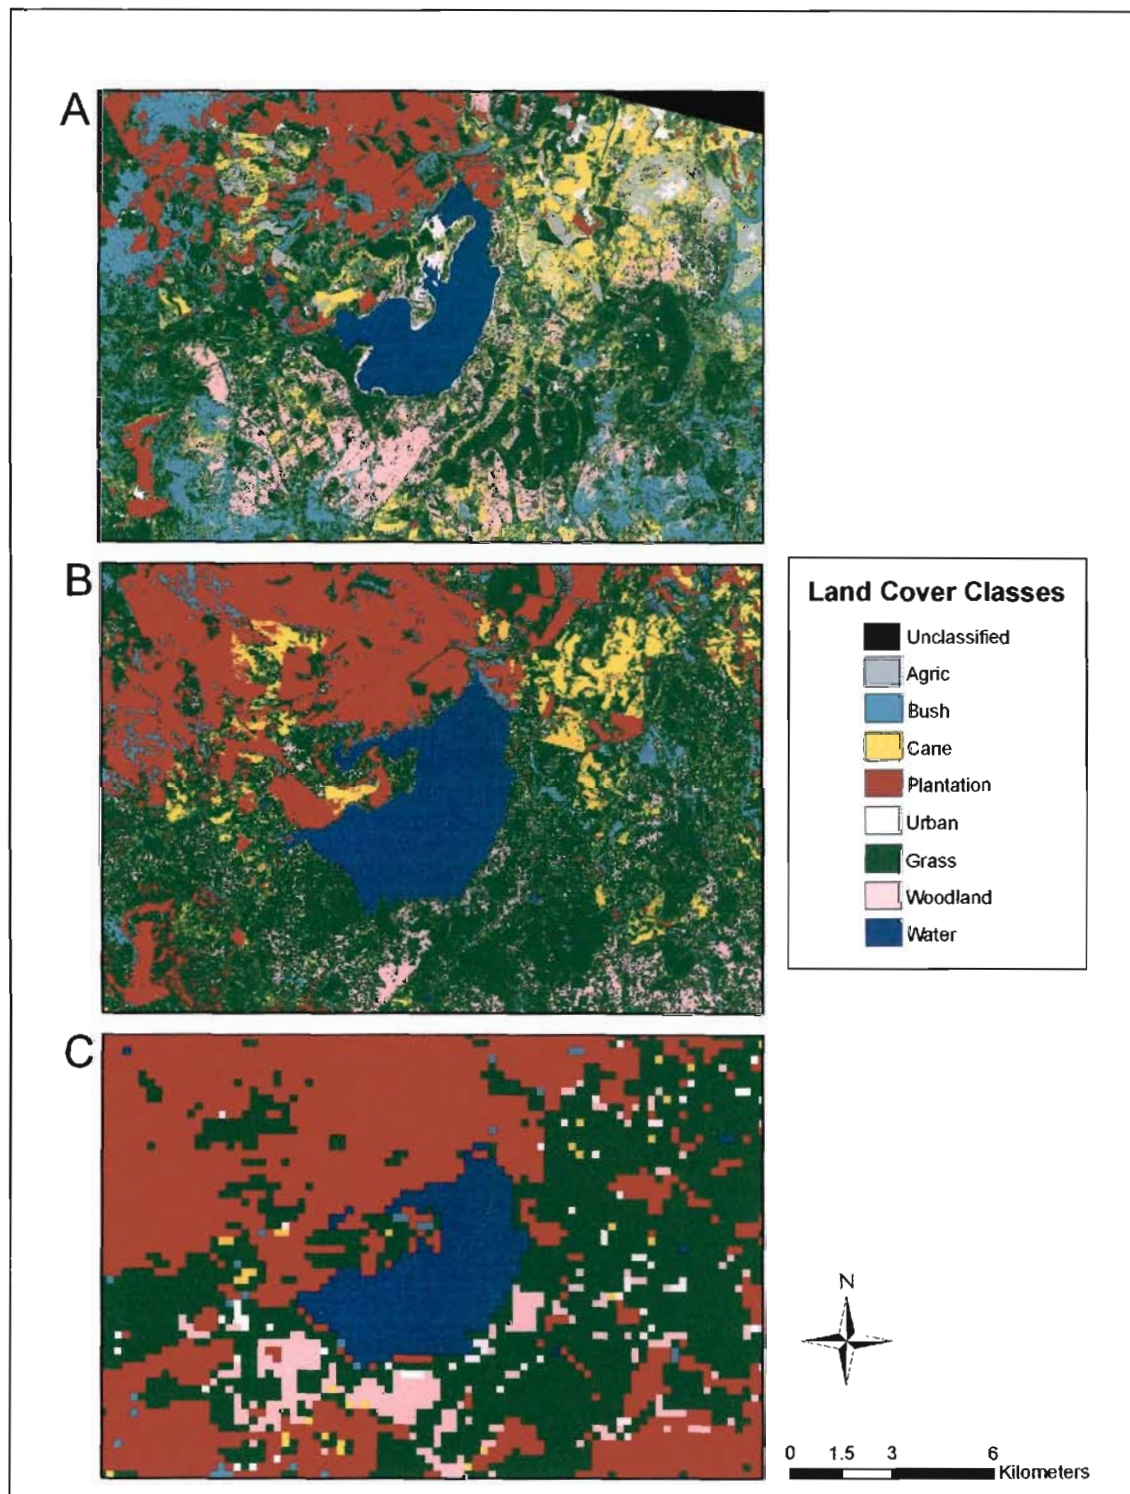 A
B
C
Land Cover Classes
Unclassified
Agric
Bush
Cane
Plantation
Urban
Grass
Woodland
Water
N
0 1.5 3 6
Kilometers